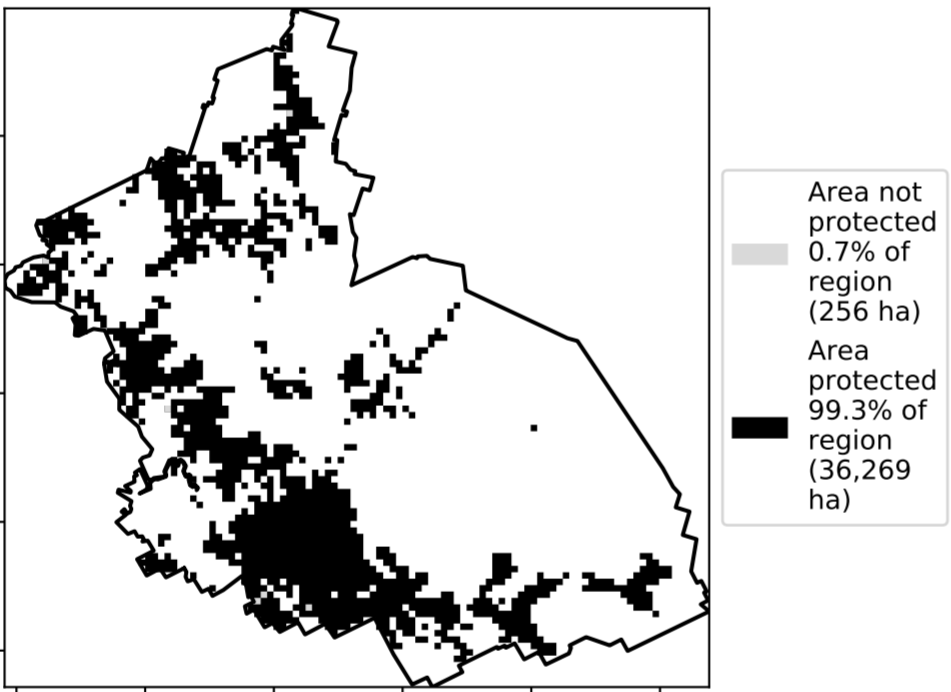 Area not
protected
0.7% of
region
(256 ha)
Area
protected
99.3% of
region
(36,269
ha)